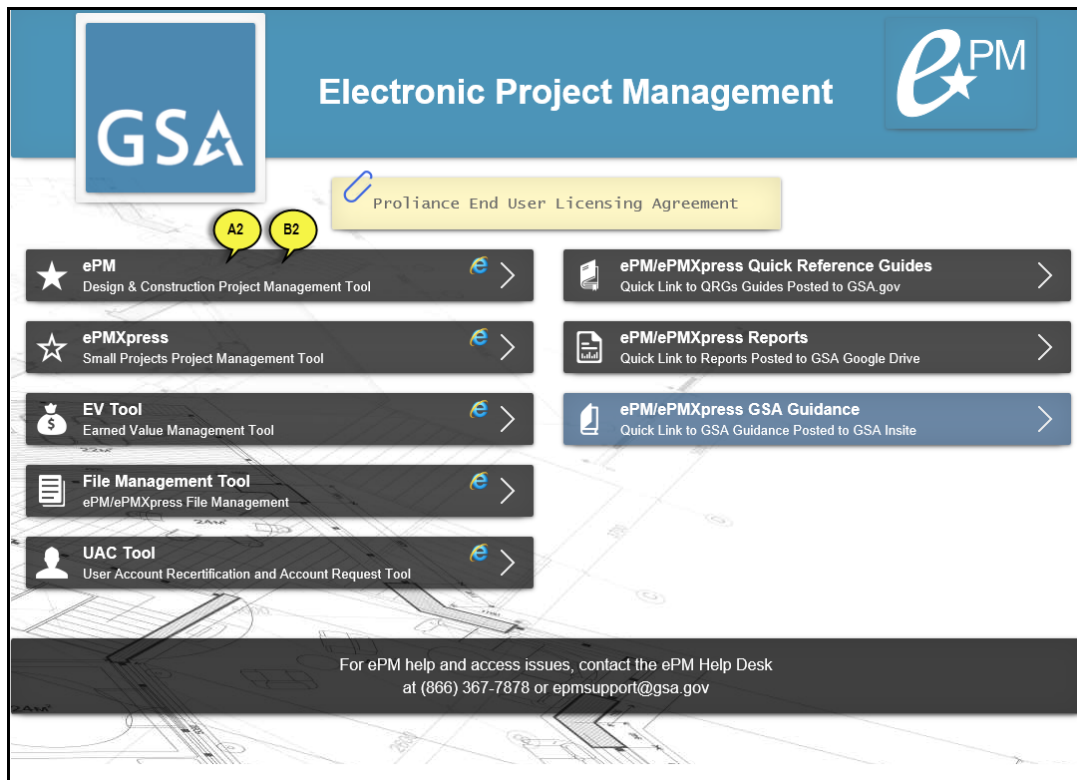 GSA
Electronic Project Management
ePM
Proliance End User Licensing Agreement
A2
B2
ePM
Design & Construction Project Management Tool
ePMXpress
Small Projects Project Management Tool
EV Tool
Earned Value Management Tool
File Management Tool
ePM/ePMXpress File Management
UAC Tool
User Account Recertification and Account Request Tool
ePM/ePMXpress Quick Reference Guides
Quick Link to QRGs Guides Posted to GSA.gov
ePM/ePMXpress Reports
Quick Link to Reports Posted to GSA Google Drive
ePM/ePMXpress GSA Guidance
Quick Link to GSA Guidance Posted to GSA Insite
For ePM help and access issues, contact the ePM Help Desk
at (866) 367-7878 or epmsupport@gsa.gov